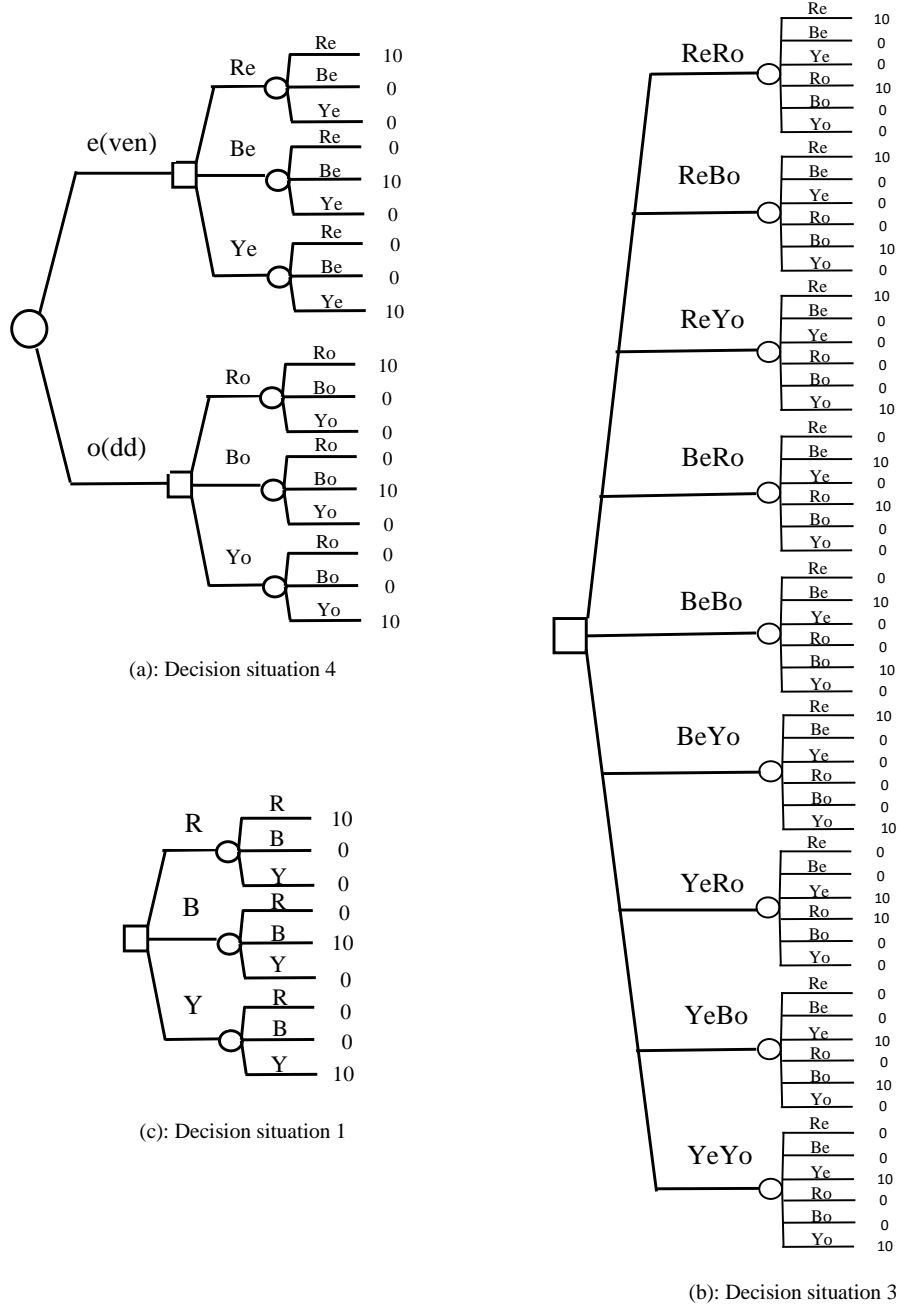 Re
10
Re
Be
0
Ye
0
e(ven)
Be
Re
0
Be
10
Ye
0
Ye
Re
0
Be
0
Ye
10
Ro
Ro
10
Bo
0
Yo
0
o(dd)
Bo
Ro
0
Bo
10
Yo
0
Yo
Ro
0
Bo
0
Yo
10
(a): Decision situation 4
R
R
10
B
0
Y
0
B
R
0
B
10
Y
0
Y
R
0
B
0
Y
10
(c): Decision situation 1
ReRo
Re
10
Be
0
Ye
0
Ro
10
Bo
0
Yo
0
ReBo
Re
10
Be
0
Ye
0
Ro
0
Bo
10
Yo
0
ReYo
Re
10
Be
0
Ye
0
Ro
0
Bo
0
Yo
10
BeRo
Re
0
Be
10
Ye
0
Ro
10
Bo
0
Yo
0
BeBo
Re
0
Be
10
Ye
0
Ro
0
Bo
10
Yo
0
BeYo
Re
10
Be
0
Ye
0
Ro
0
Bo
0
Yo
10
YeRo
Re
0
Be
0
Ye
10
Ro
10
Bo
0
Yo
0
YeBo
Re
0
Be
0
Ye
10
Ro
0
Bo
10
Yo
0
YeYo
Re
0
Be
0
Ye
10
Ro
0
Bo
0
Yo
10
(b): Decision situation 3